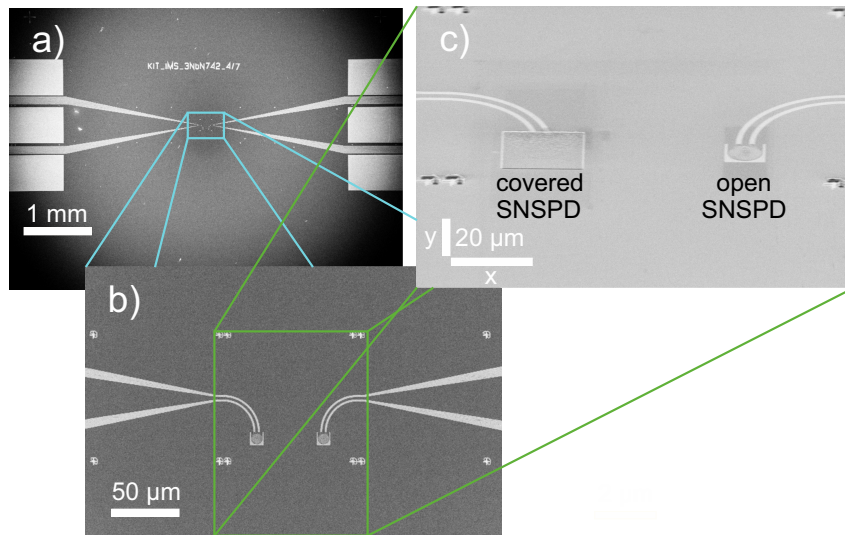 a)
KIT_IMS_3NbN742_4/7
1 mm
b)
50 µm
c)
covered
SNSPD
open
SNSPD
y
20 µm
x